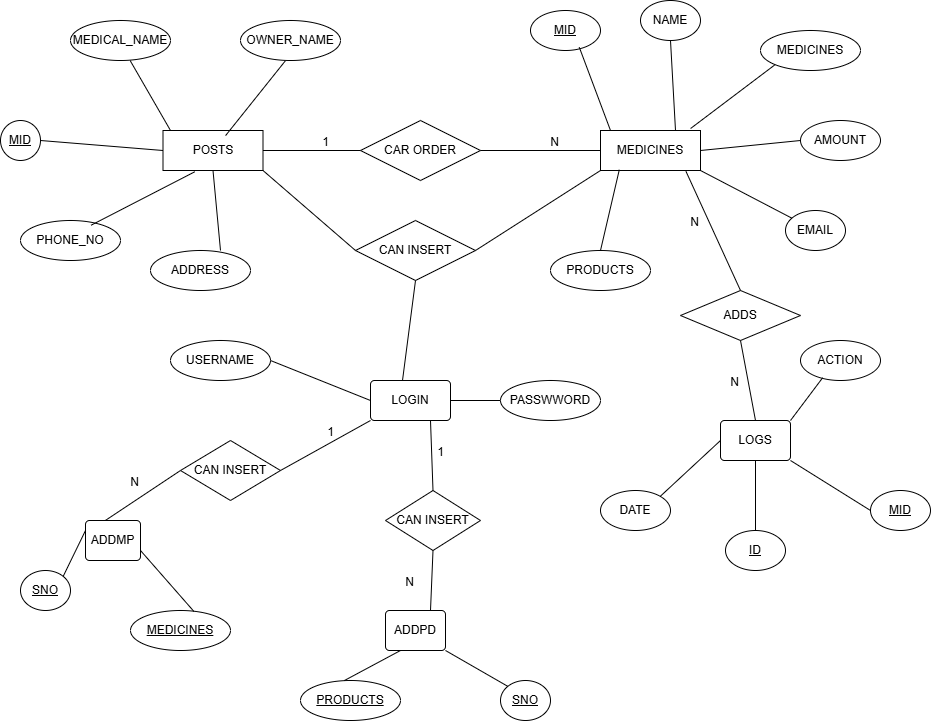 NAME
MID
MEDICAL_NAME
OWNER_NAME
MEDICINES
MID
1
N
AMOUNT
POSTS
CAR ORDER
MEDICINES
N
EMAIL
PHONE_NO
CAN INSERT
ADDRESS
PRODUCTS
ADDS
USERNAME
ACTION
N
LOGIN
PASSWWORD
1
LOGS
1
CAN INSERT
N
DATE
MID
CAN INSERT
ADDMP
ID
N
SNO
MEDICINES
ADDPD
PRODUCTS
SNO